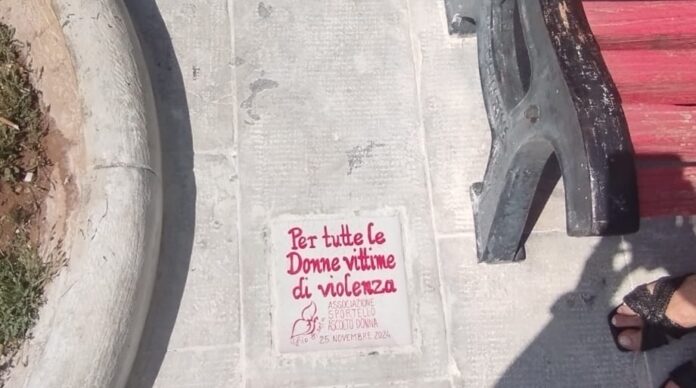 Per tutte le
Donne vittime
di violenza
ASSOCIAZIONE
SPORTELLO
ASCOLTO DONNA
25 NOVEMBRE 2024